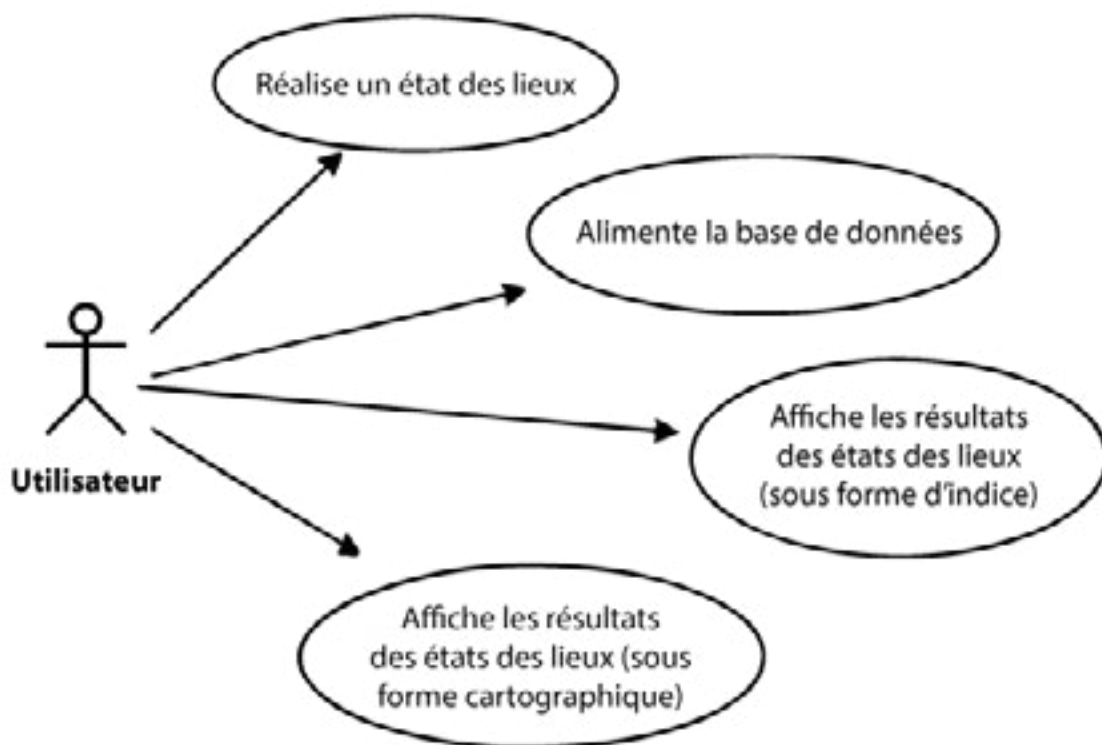 Réalise un état des lieux
Alimente la base de données
Utilisateur
Affiche les résultats
des états des lieux
(sous forme d'indice)
Affiche les résultats
des états des lieux (sous
forme cartographique)